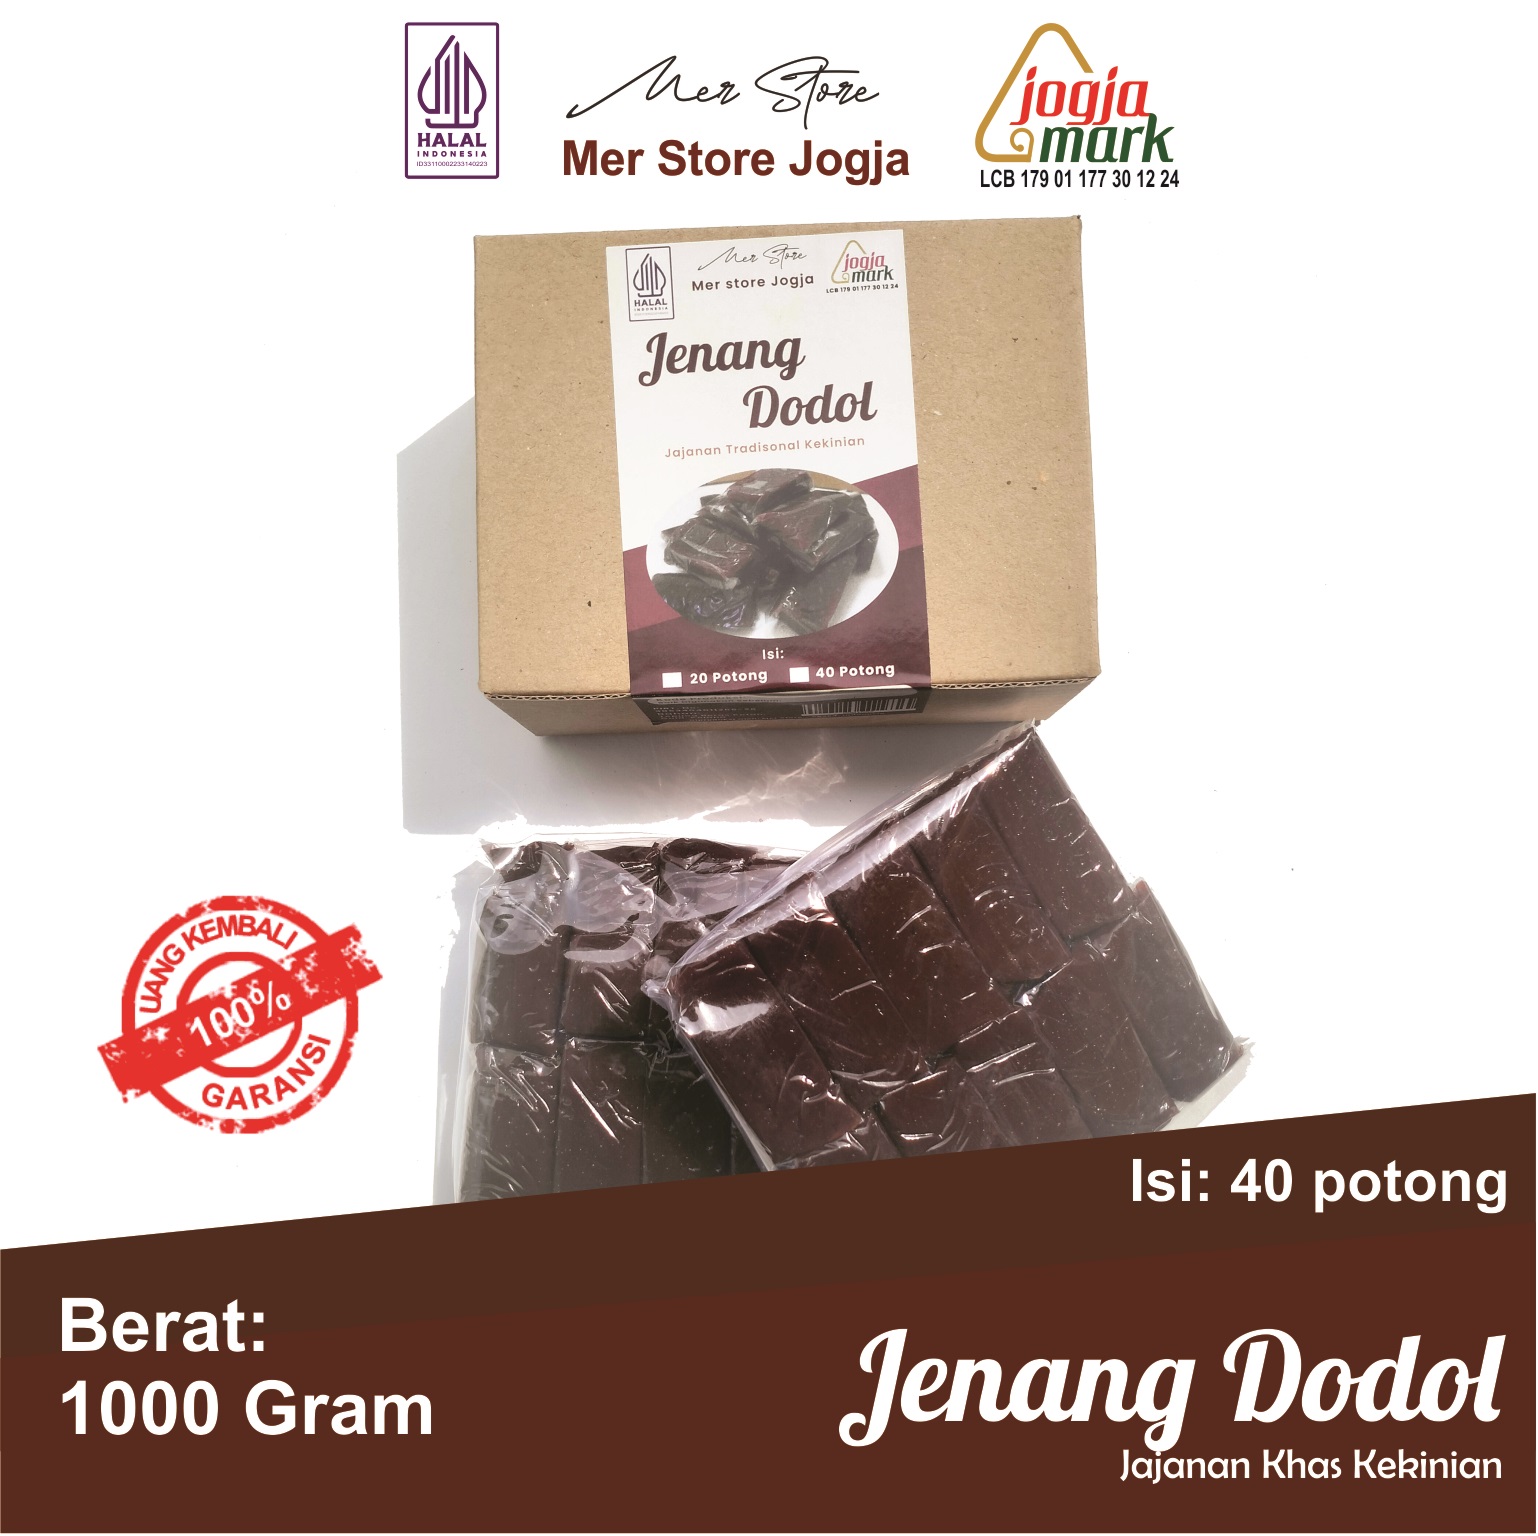 HALAL
INDONESIA
ID33110002233140223
Mer Store
Mer Store Jogja
jogja
mark
LCB 179 01 177 30 12 24
HALAL
INDONESIA
Mer Store
Mer store Jogja
jogja
mark
LCB 179 01 177 30 12 24
Jenang
Dodol
Jajanan Tradisonal Kekinian
Isi:
20 Potong
40 Potong
UANG KEMBALI
100%
GARANSI
Isi: 40 potong
Berat:
1000 Gram
Jenang Dodol
Jajanan Khas Kekinian